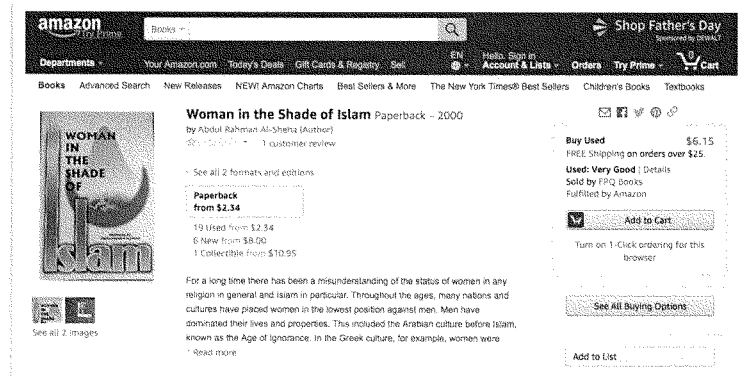 amazon
Try Prime
Books
Shop Father's Day
Sponsored by DEWALT
Departments
Your Amazon.com Today's Deals Gift Cards & Registry Sell
EN
Hello. Sign in
Account & Lists
Orders Try Prime
0
Cart
Books Advanced Search New Releases NEW! Amazon Charts Best Sellers & More The New York Times® Best Sellers Children's Books Textbooks
WOMAN
IN
THE
SHADE
OF
Islam
See all 2 images
Woman in the Shade of Islam Paperback – 2000
by Abdul Rahman Al-Sheha (Author)
1 customer review
See all 2 formats and editions
Paperback
from $2.34
19 Used from $2.34
6 New from $8.00
1 Collectible from $10.95
For a long time there has been a misunderstanding of the status of women in any
religion in general and Islam in particular. Throughout the ages, many nations and
cultures have placed women in the lowest position against men. Men have
dominated their lives and properties. This included the Arabian culture before Islam,
known as the Age of Ignorance. In the Greek culture, for example, women were
Read more
Buy Used $6.15
FREE Shipping on orders over $25.
Used: Very Good | Details
Sold by FPQ Books
Fulfilled by Amazon
Add to Cart
Turn on 1-Click ordering for this
browser
See All Buying Options
Add to List